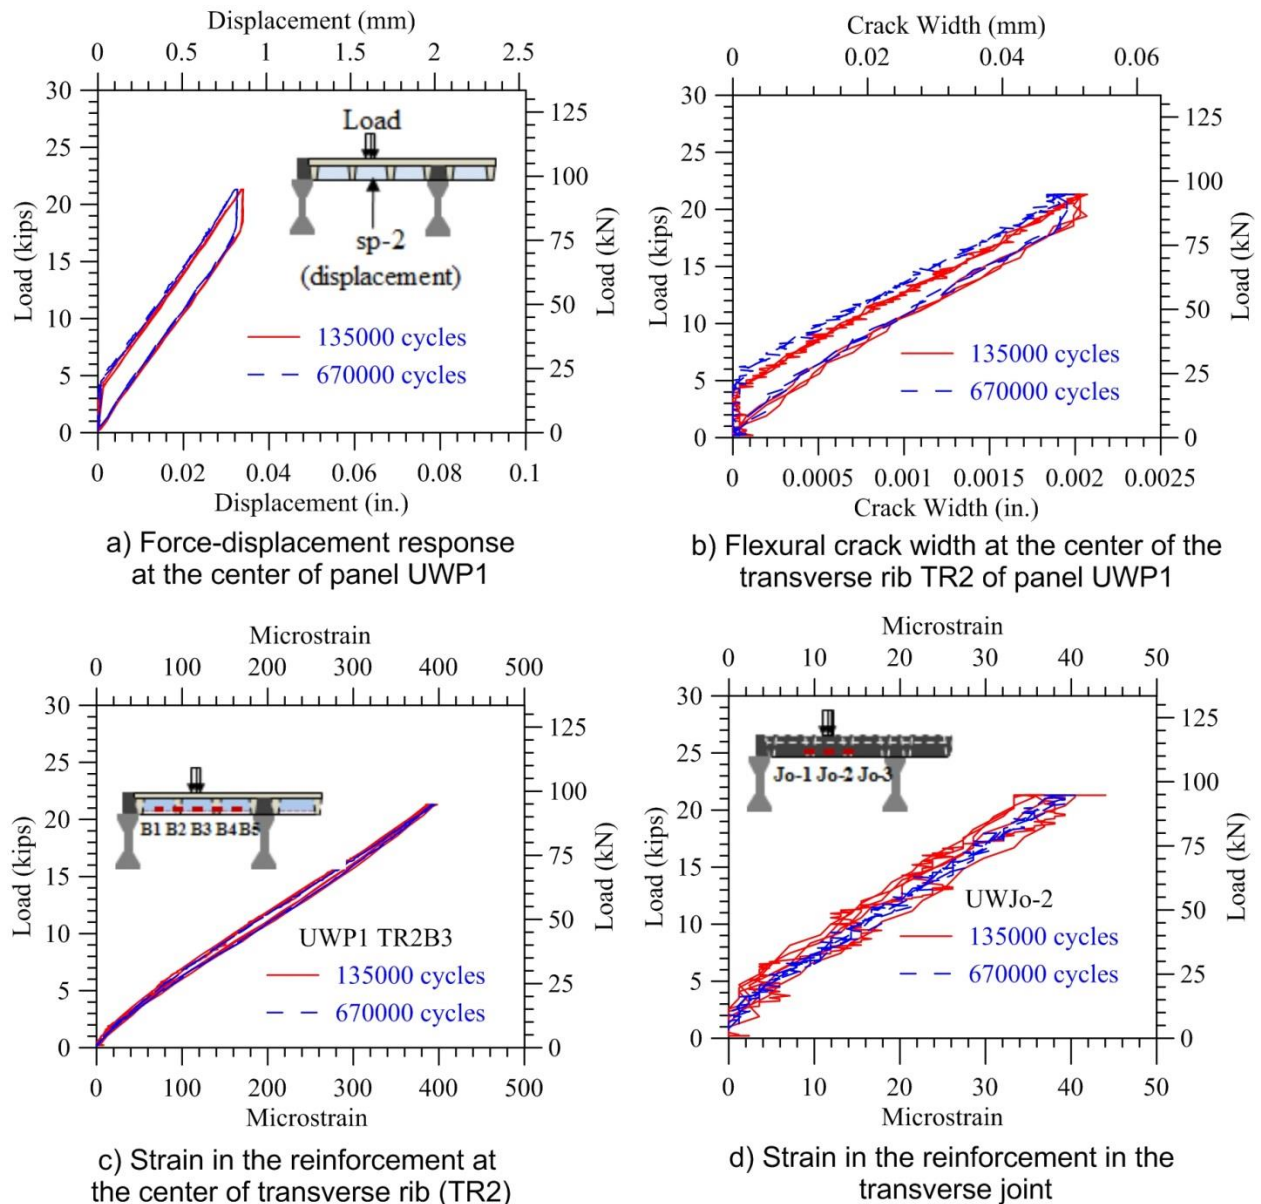 Displacement (mm)
0 0.5 1 1.5 2 2.5
30
25
20
15
10
5
0
Load (kips)
125
100
75
50
25
0
Load (kN)
Load
sp-2
(displacement)
135000 cycles
670000 cycles
0 0.02 0.04 0.06 0.08 0.1
Displacement (in.)
a) Force-displacement response
at the center of panel UWP1
Crack Width (mm)
0 0.02 0.04 0.06
30
25
20
15
10
5
0
Load (kips)
125
100
75
50
25
0
Load (kN)
135000 cycles
670000 cycles
0 0.0005 0.001 0.0015 0.002 0.0025
Crack Width (in.)
b) Flexural crack width at the center of the
transverse rib TR2 of panel UWP1
Microstrain
0 100 200 300 400 500
30
25
20
15
10
5
0
Load (kips)
125
100
75
50
25
0
Load (kN)
B1 B2 B3 B4 B5
UWP1 TR2B3
135000 cycles
670000 cycles
0 100 200 300 400 500
Microstrain
c) Strain in the reinforcement at
the center of transverse rib (TR2)
Microstrain
0 10 20 30 40 50
30
25
20
15
10
5
0
Load (kips)
125
100
75
50
25
0
Load (kN)
Jo-1 Jo-2 Jo-3
UWJo-2
135000 cycles
670000 cycles
0 10 20 30 40 50
Microstrain
d) Strain in the reinforcement in the
transverse joint